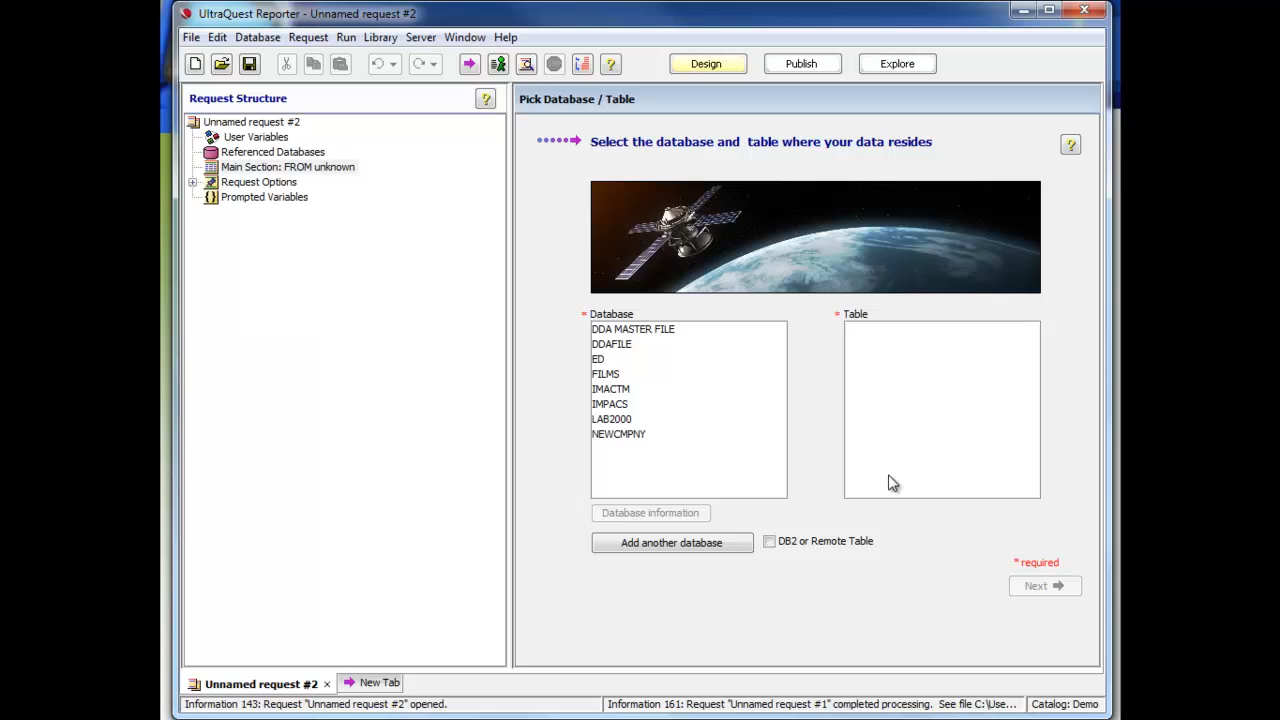 UltraQuest Reporter - Unnamed request #2
File Edit Database Request Run Library Server Window Help
Design Publish Explore
Request Structure
Unnamed request #2
User Variables
Referenced Databases
Main Section: FROM unknown
Request Options
Prompted Variables
Pick Database / Table
Select the database and table where your data resides
* Database
DDA MASTER FILE
DDAFILE
ED
FILMS
IMACTM
IMPACS
LAB2000
NEWCMPNY
* Table
Database information
Add another database
DB2 or Remote Table
* required
Next
Unnamed request #2 ×
New Tab
Information 143: Request "Unnamed request #2" opened.
Information 161: Request "Unnamed request #1" completed processing. See file C:\Use...
Catalog: Demo